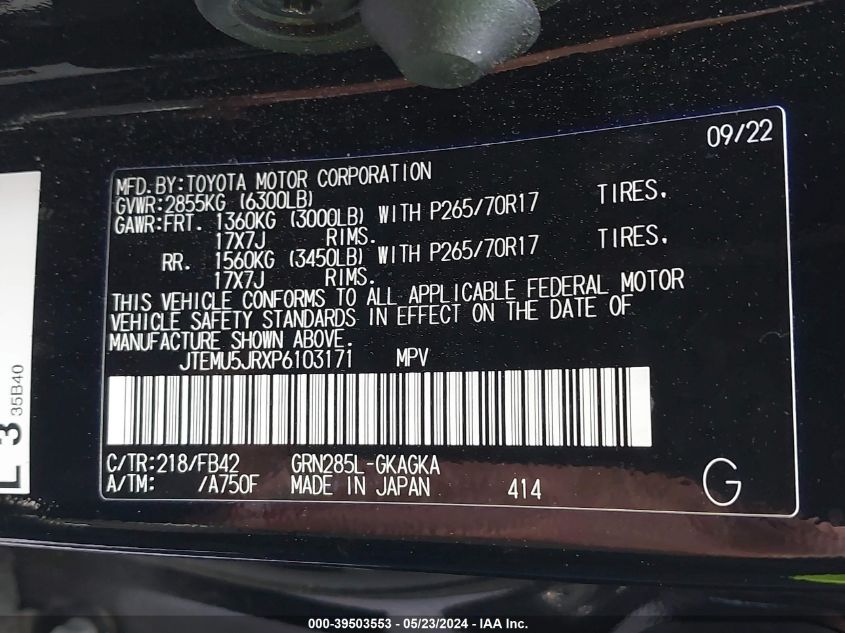 09/22
MFD.BY:TOYOTA MOTOR CORPORATION
GVWR:2855KG (6300LB)
GAWR:FRT. 1360KG (3000LB) WITH P265/70R17 TIRES,
17X7J RIMS.
RR. 1560KG (3450LB) WITH P265/70R17 TIRES,
17X7J RIMS.
THIS VEHICLE CONFORMS TO ALL APPLICABLE FEDERAL MOTOR
VEHICLE SAFETY STANDARDS IN EFFECT ON THE DATE OF
MANUFACTURE SHOWN ABOVE.
JTEMU5JRXP6103171 MPV
C/TR:218/FB42 GRN285L-GKAGKA
A/TM: /A750F MADE IN JAPAN 414 G
35B40
000-39503553 - 05/23/2024 - IAA Inc.